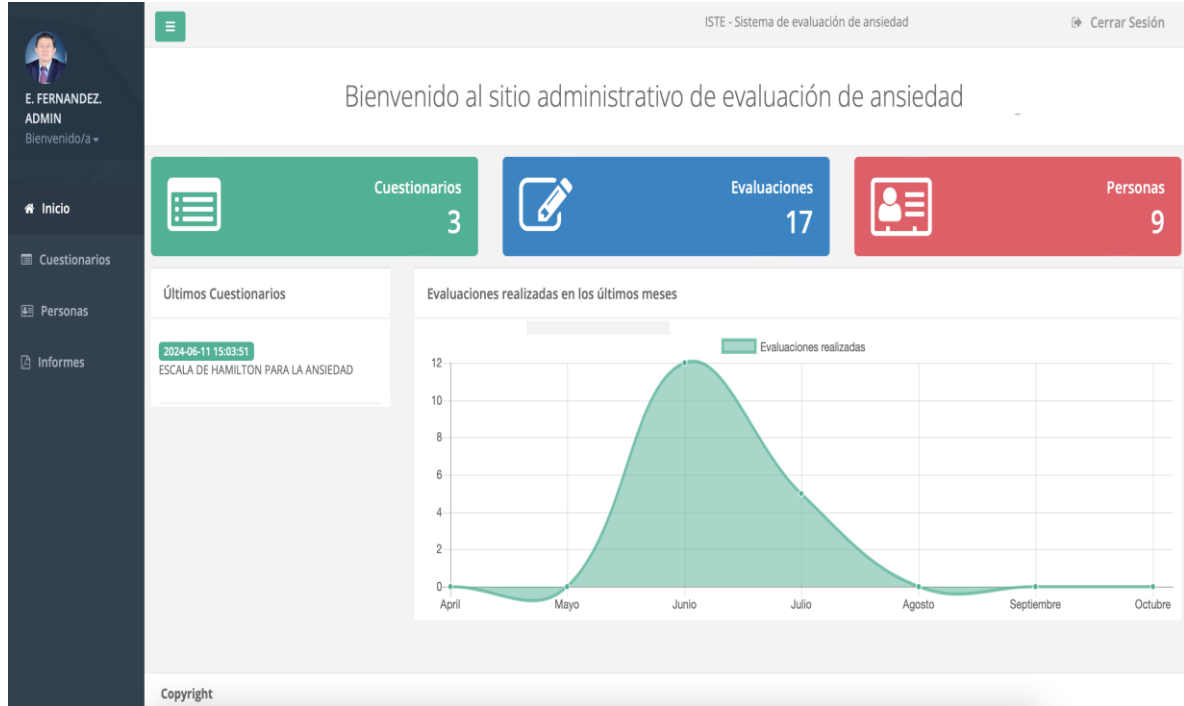 ISTE - Sistema de evaluación de ansiedad
Cerrar Sesión
E. FERNANDEZ.
ADMIN
Bienvenido/a
Inicio
Cuestionarios
Personas
Informes
Bienvenido al sitio administrativo de evaluación de ansiedad
Cuestionarios
3
Evaluaciones
17
Personas
9
Últimos Cuestionarios
2024-06-11 15:03:51
ESCALA DE HAMILTON PARA LA ANSIEDAD
Evaluaciones realizadas en los últimos meses
Evaluaciones realizadas
12
10
8
6
4
2
0
April Mayo Junio Julio Agosto Septiembre Octubre
Copyright